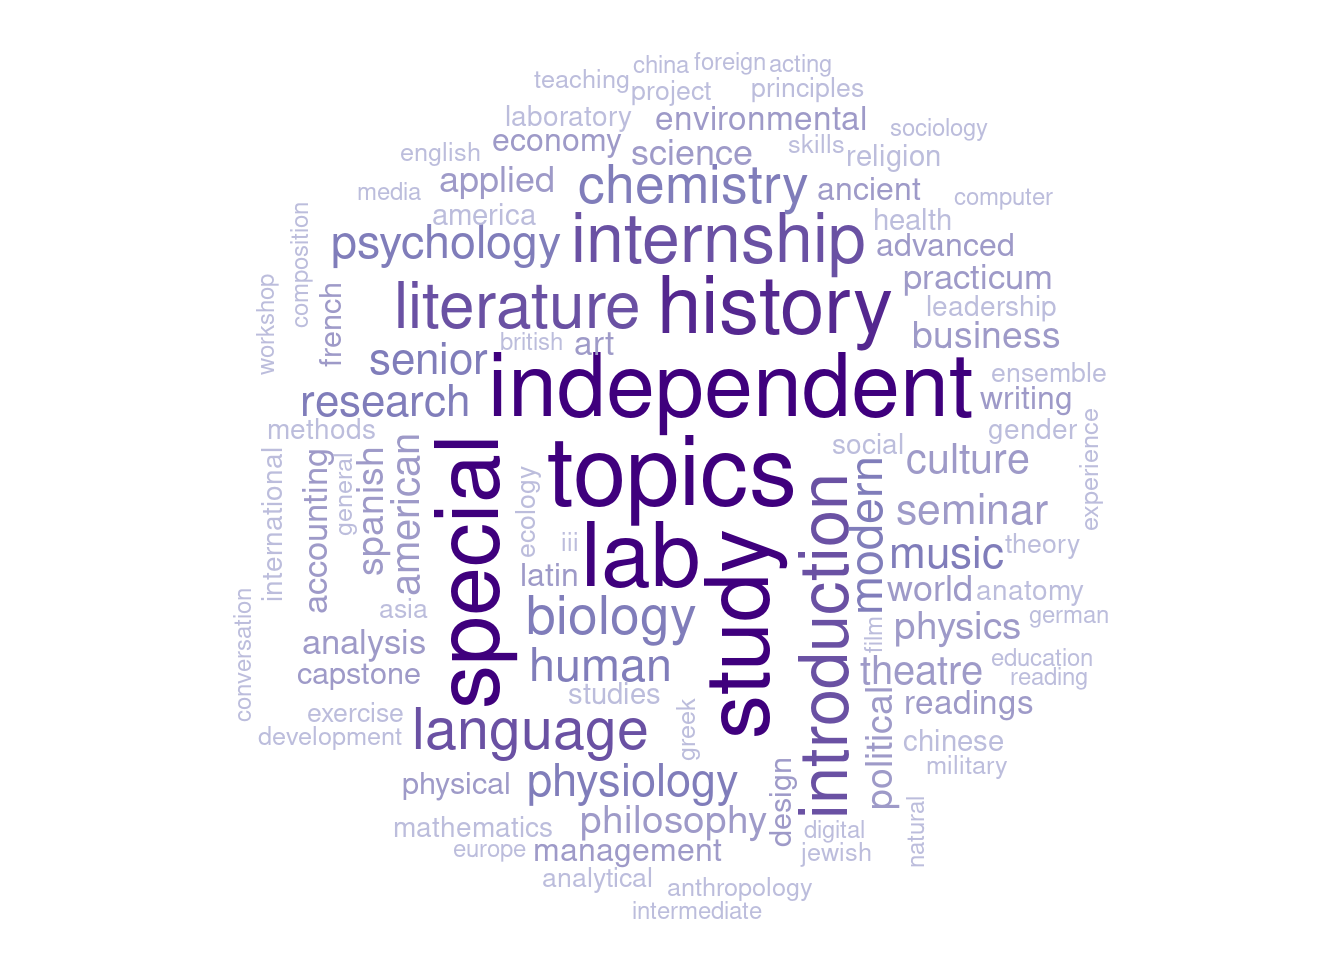 china
foreign
acting
teaching
project
principles
laboratory
environmental
sociology
economy
english
science
skills
religion
media
applied
chemistry
ancient
computer
america
health
composition
psychology
internship
advanced
practicum
workshop
french
literature
history
leadership
british
art
business
senior
independent
ensemble
research
writing
methods
gender
experience
social
culture
international
accounting
general
spanish
american
special
topics
ecology
introduction
modern
seminar
iii
lab
study
music
theory
latin
world
anatomy
asia
biology
conversation
physics
german
film
analysis
human
theatre
education
capstone
reading
studies
readings
exercise
language
greek
political
development
chinese
military
physical
physiology
design
natural
mathematics
philosophy
digital
europe
management
jewish
analytical
anthropology
intermediate